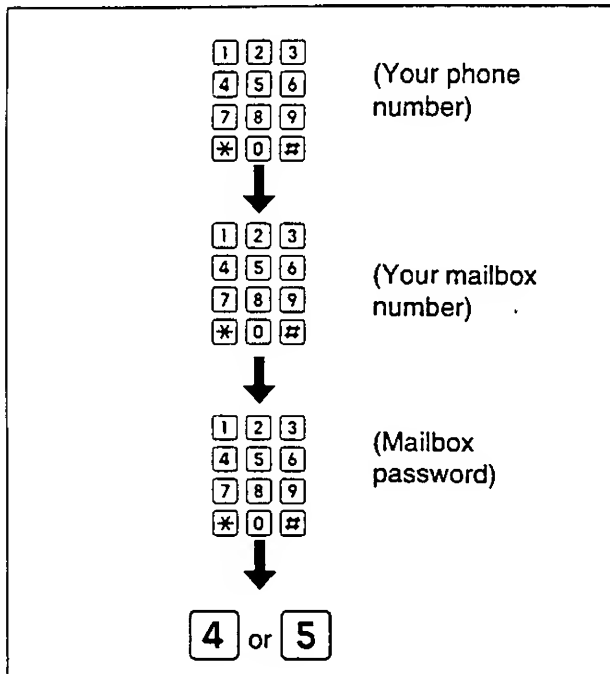 1 2 3
4 5 6
7 8 9
* 0 #
(Your phone
number)
1 2 3
4 5 6
7 8 9
* 0 #
(Your mailbox
number)
1 2 3
4 5 6
7 8 9
* 0 #
(Mailbox
password)
4 or 5